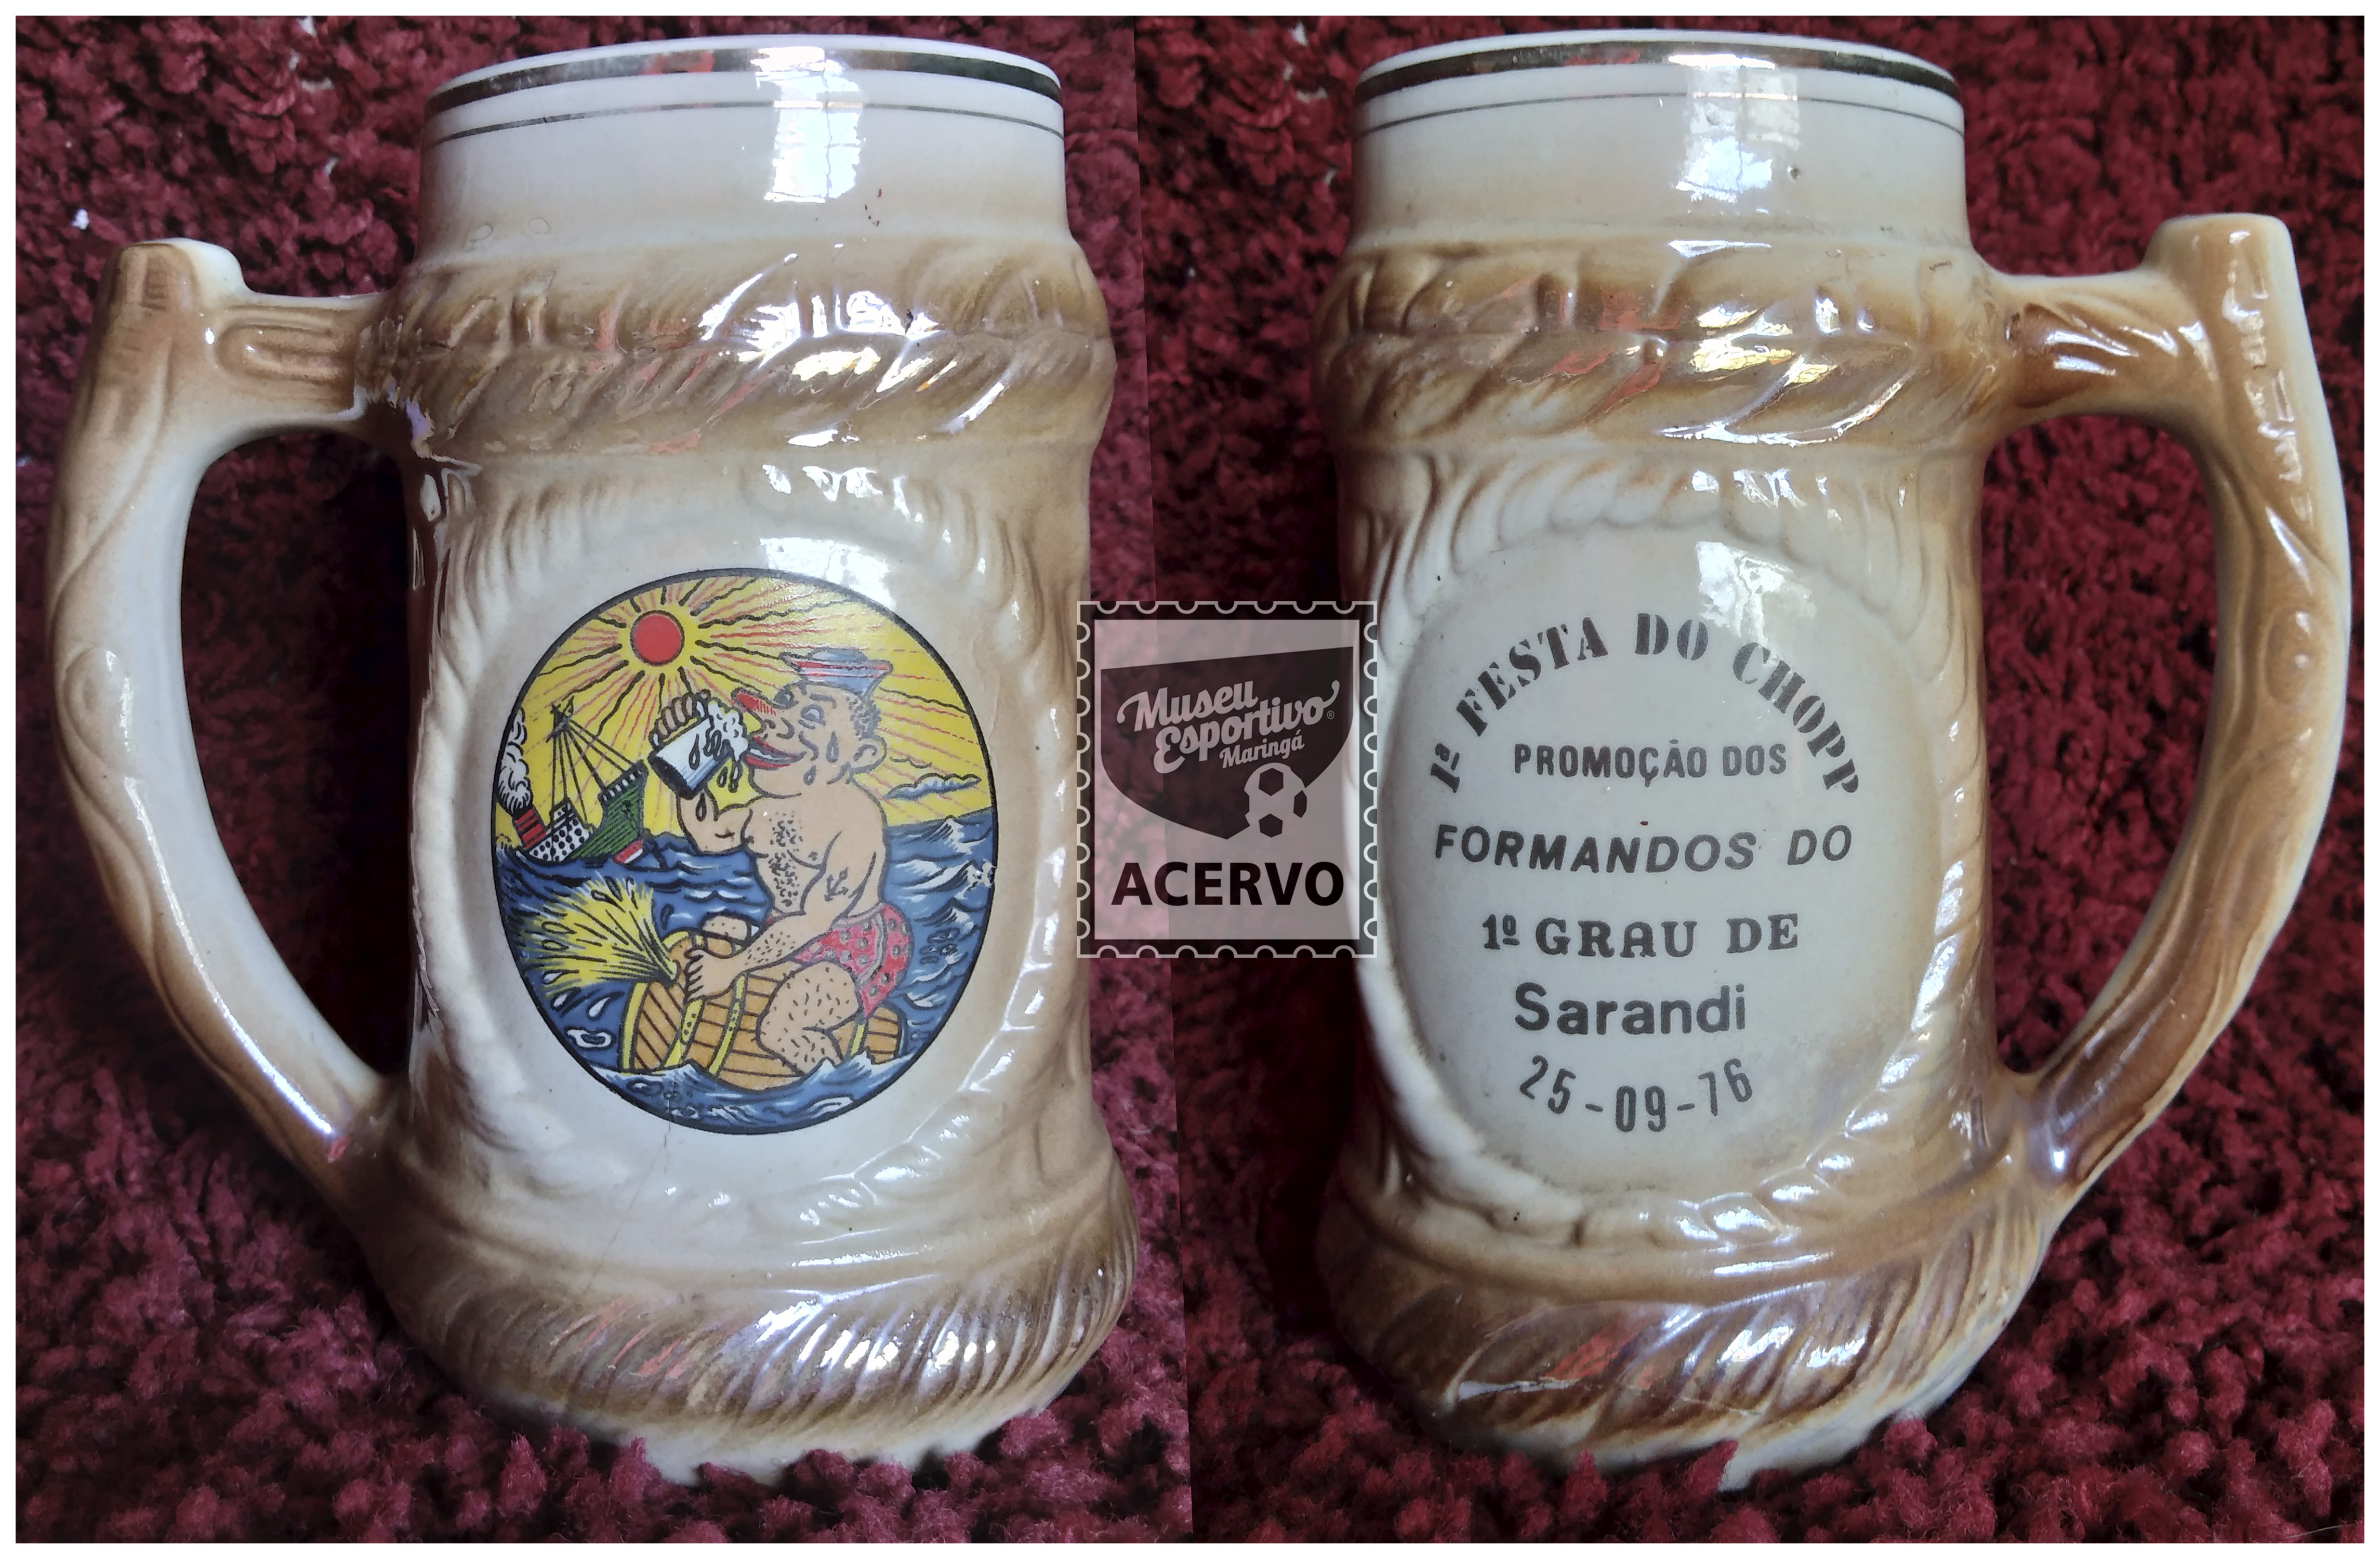 Museu
Esportivo®
Maringá
ACERVO
1ª FESTA DO CHOPP
PROMOÇÃO DOS
FORMANDOS DO
1º GRAU DE
Sarandi
25-09-76